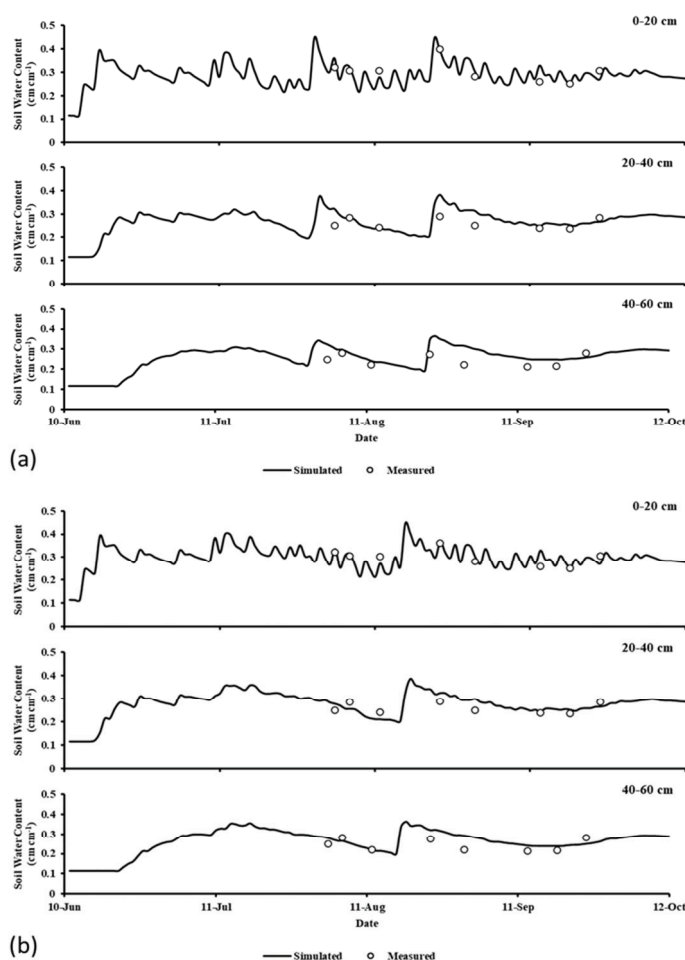 0-20 cm
0.5
0.4
0.3
0.2
0.1
0
Soil Water Content
(cm cm⁻¹)
20-40 cm
0.5
0.4
0.3
0.2
0.1
0
Soil Water Content
(cm cm⁻¹)
40-60 cm
0.5
0.4
0.3
0.2
0.1
0
Soil Water Content
(cm cm⁻¹)
10-Jun 11-Jul 11-Aug 11-Sep 12-Oct
Date
(a)
Simulated Measured
0-20 cm
0.5
0.4
0.3
0.2
0.1
0
Soil Water Content
(cm cm⁻¹)
20-40 cm
0.5
0.4
0.3
0.2
0.1
0
Soil Water Content
(cm cm⁻¹)
40-60 cm
0.5
0.4
0.3
0.2
0.1
0
Soil Water Content
(cm cm⁻¹)
10-Jun 11-Jul 11-Aug 11-Sep 12-Oct
Date
(b)
Simulated Measured